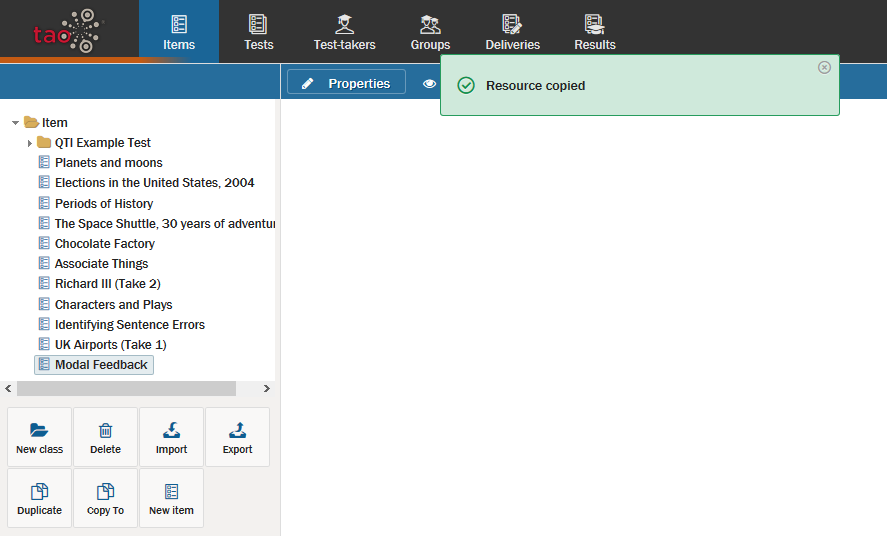 tao
Items
Tests
Test-takers
Groups
Deliveries
Results
Properties
Resource copied
Item
QTI Example Test
Planets and moons
Elections in the United States, 2004
Periods of History
The Space Shuttle, 30 years of adventur
Chocolate Factory
Associate Things
Richard III (Take 2)
Characters and Plays
Identifying Sentence Errors
UK Airports (Take 1)
Modal Feedback
New class
Delete
Import
Export
Duplicate
Copy To
New item